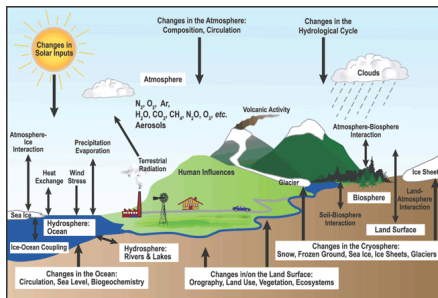 Changes in the Atmosphere:
Composition, Circulation
Changes in the
Hydrological Cycle
Changes in
Solar Inputs
Clouds
Atmosphere
N₂, O₂, Ar,
H₂O, CO₂, CH₄, N₂O, O₃, etc.
Aerosols
Volcanic Activity
Atmosphere-
Ice
Interaction
Precipitation
Evaporation
Atmosphere-Biosphere
Interaction
Terrestrial
Radiation
Heat
Exchange
Wind
Stress
Human Influences
Glacier
Ice Sheet
Land-
Atmosphere
Interaction
Biosphere
Sea Ice
Hydrosphere:
Ocean
Soil-Biosphere
Interaction
Land Surface
Ice-Ocean Coupling
Hydrosphere:
Rivers & Lakes
Changes in the Cryosphere:
Snow, Frozen Ground, Sea Ice, Ice Sheets, Glaciers
Changes in the Ocean:
Circulation, Sea Level, Biogeochemistry
Changes in/on the Land Surface:
Orography, Land Use, Vegetation, Ecosystems